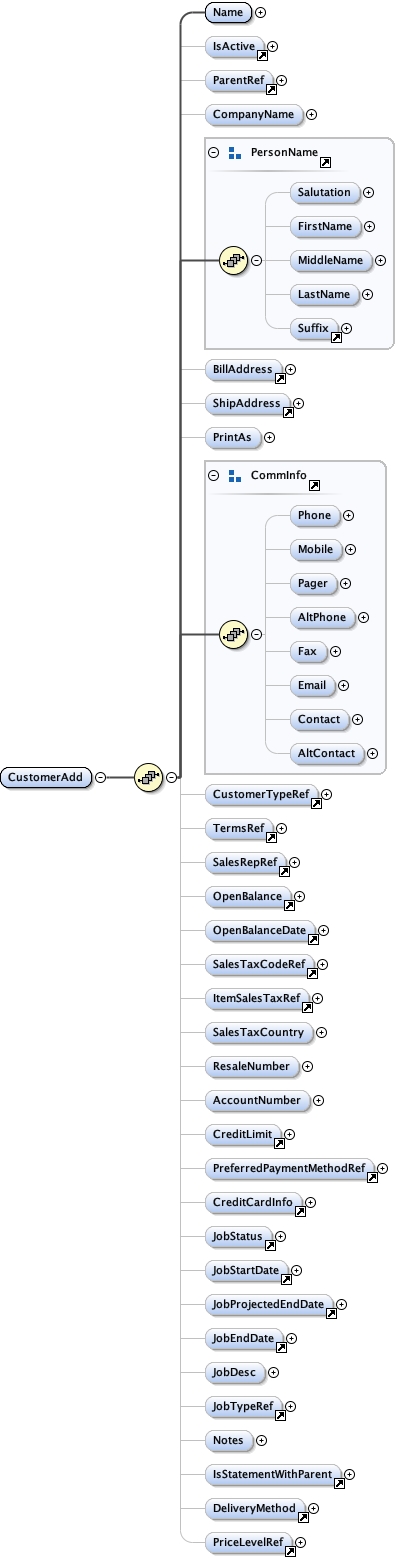 Name
IsActive
ParentRef
CompanyName
PersonName
Salutation
FirstName
MiddleName
LastName
Suffix
BillAddress
ShipAddress
PrintAs
CommInfo
Phone
Mobile
Pager
AltPhone
Fax
Email
Contact
AltContact
CustomerAdd
CustomerTypeRef
TermsRef
SalesRepRef
OpenBalance
OpenBalanceDate
SalesTaxCodeRef
ItemSalesTaxRef
SalesTaxCountry
ResaleNumber
AccountNumber
CreditLimit
PreferredPaymentMethodRef
CreditCardInfo
JobStatus
JobStartDate
JobProjectedEndDate
JobEndDate
JobDesc
JobTypeRef
Notes
IsStatementWithParent
DeliveryMethod
PriceLevelRef